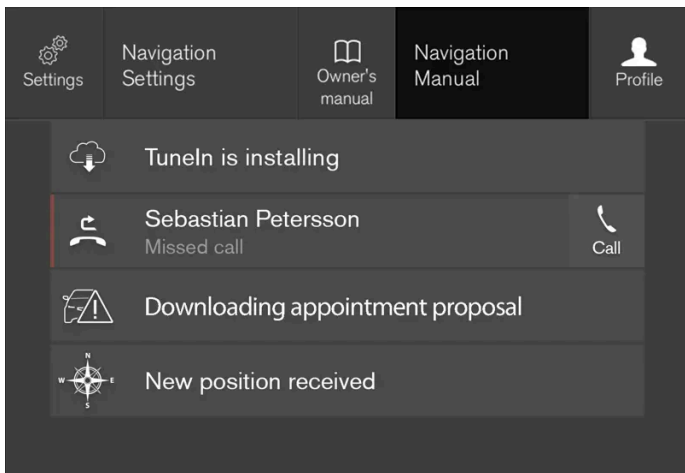 Settings
Navigation
Settings
Owner's
manual
Navigation
Manual
Profile
TuneIn is installing
Sebastian Petersson
Missed call
Call
Downloading appointment proposal
N
W
E
S
New position received